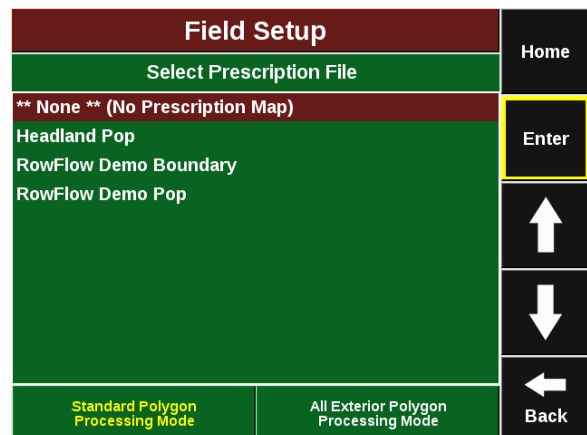 Field Setup
Home
Select Prescription File
** None ** (No Prescription Map)
Headland Pop
Enter
RowFlow Demo Boundary
RowFlow Demo Pop
Standard Polygon
Processing Mode
All Exterior Polygon
Processing Mode
Back